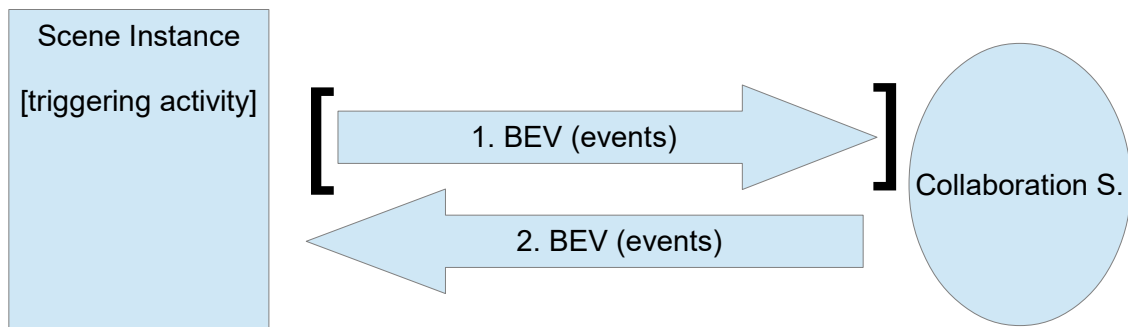 Scene Instance
[triggering activity]
[ 1. BEV (events) ]
Collaboration S.
2. BEV (events)